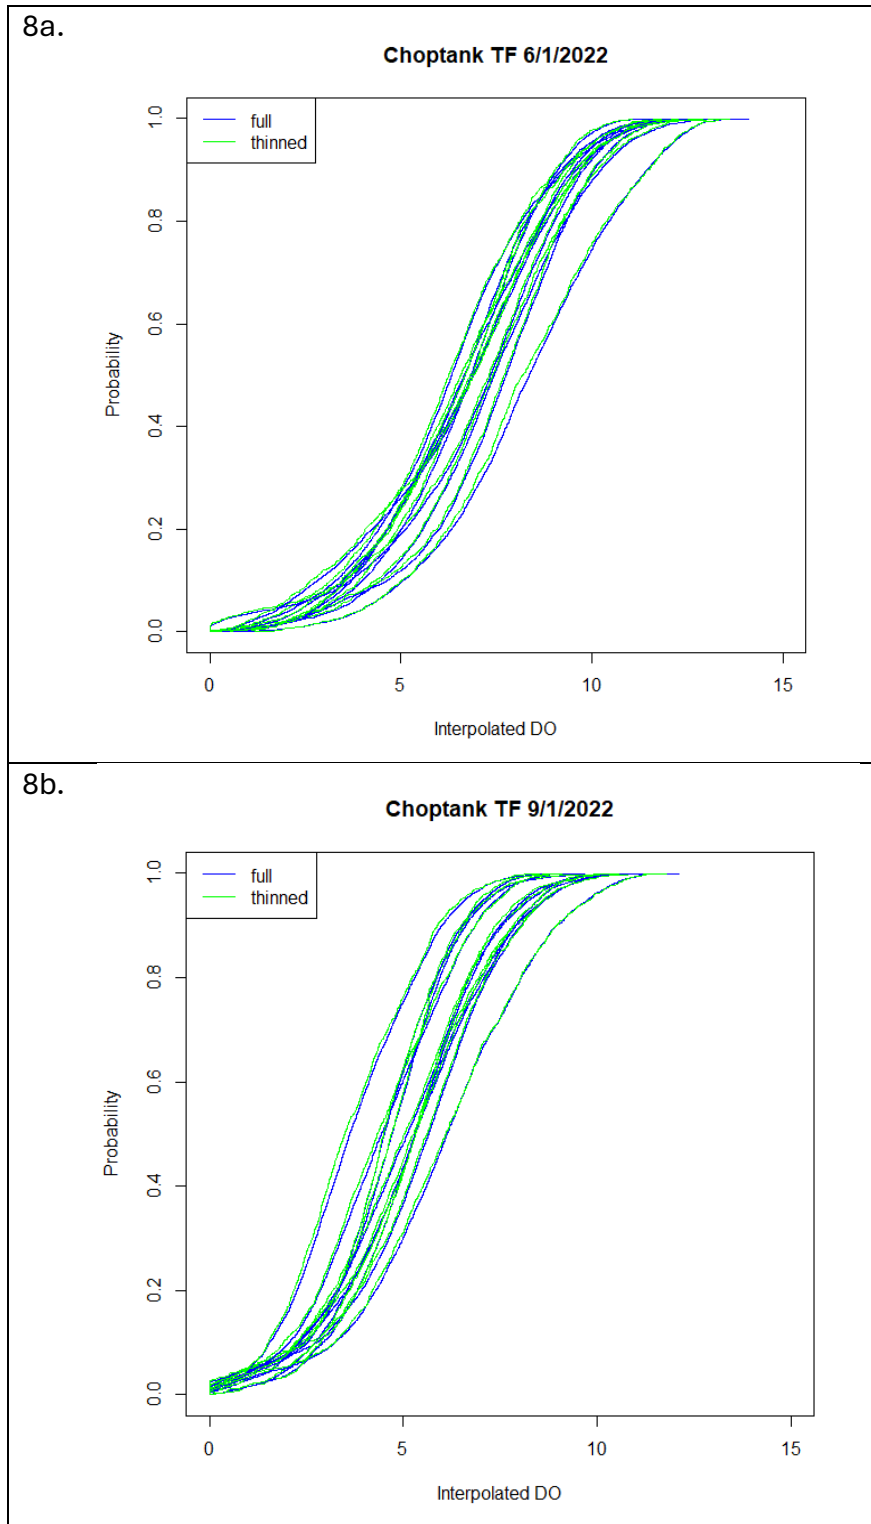 8a.
Choptank TF 6/1/2022
full
thinned
1.0
0.8
0.6
0.4
0.2
0.0
Probability
0 5 10 15
Interpolated DO
8b.
Choptank TF 9/1/2022
full
thinned
1.0
0.8
0.6
0.4
0.2
0.0
Probability
0 5 10 15
Interpolated DO